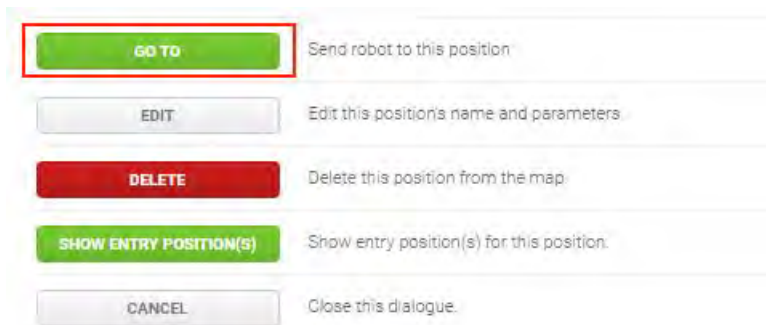 GO TO Send robot to this position
EDIT Edit this position's name and parameters
DELETE Delete this position from the map
SHOW ENTRY POSITION(S) Show entry position(s) for this position.
CANCEL Close this dialogue.